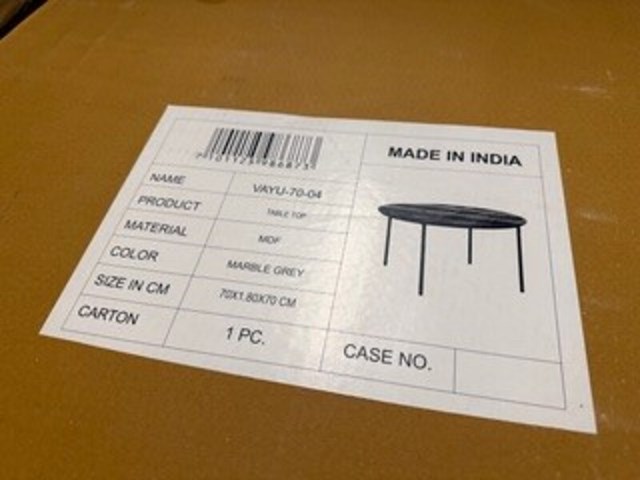 MADE IN INDIA
NAME VAYU-70-04
PRODUCT TABLE TOP
MATERIAL MDF
COLOR MARBLE GREY
SIZE IN CM 70X1.80X70 CM
CARTON 1 PC.
CASE NO.